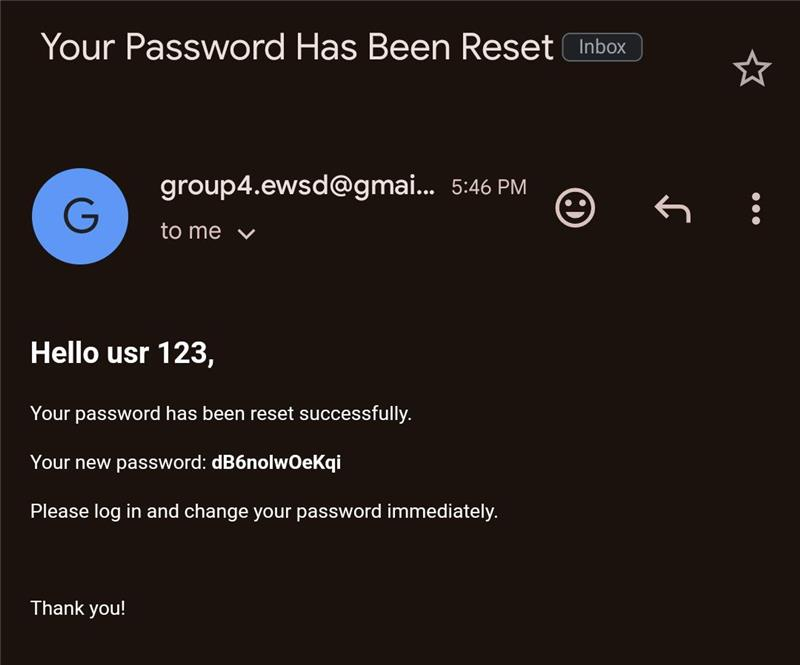 Your Password Has Been Reset Inbox
G
group4.ewsd@gmai... 5:46 PM
to me
Hello usr 123,
Your password has been reset successfully.
Your new password: dB6nolwOeKqi
Please log in and change your password immediately.
Thank you!